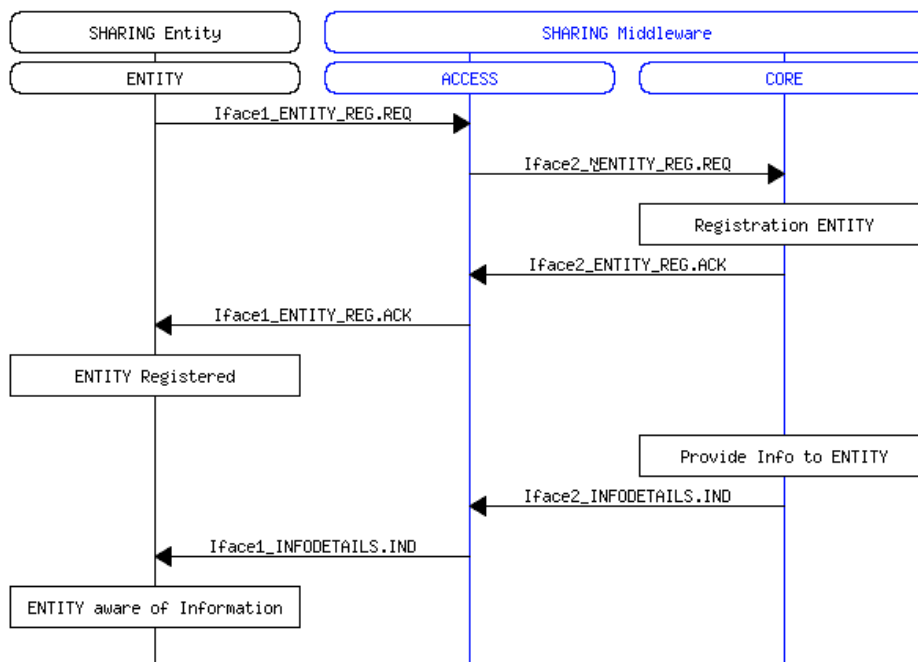 SHARING Entity
SHARING Middleware
ENTITY
ACCESS
CORE
Iface1_ENTITY_REG.REQ
Iface2_NENTITY_REG.REQ
Registration ENTITY
Iface2_ENTITY_REG.ACK
Iface1_ENTITY_REG.ACK
ENTITY Registered
Provide Info to ENTITY
Iface2_INFODETAILS.IND
Iface1_INFODETAILS.IND
ENTITY aware of Information